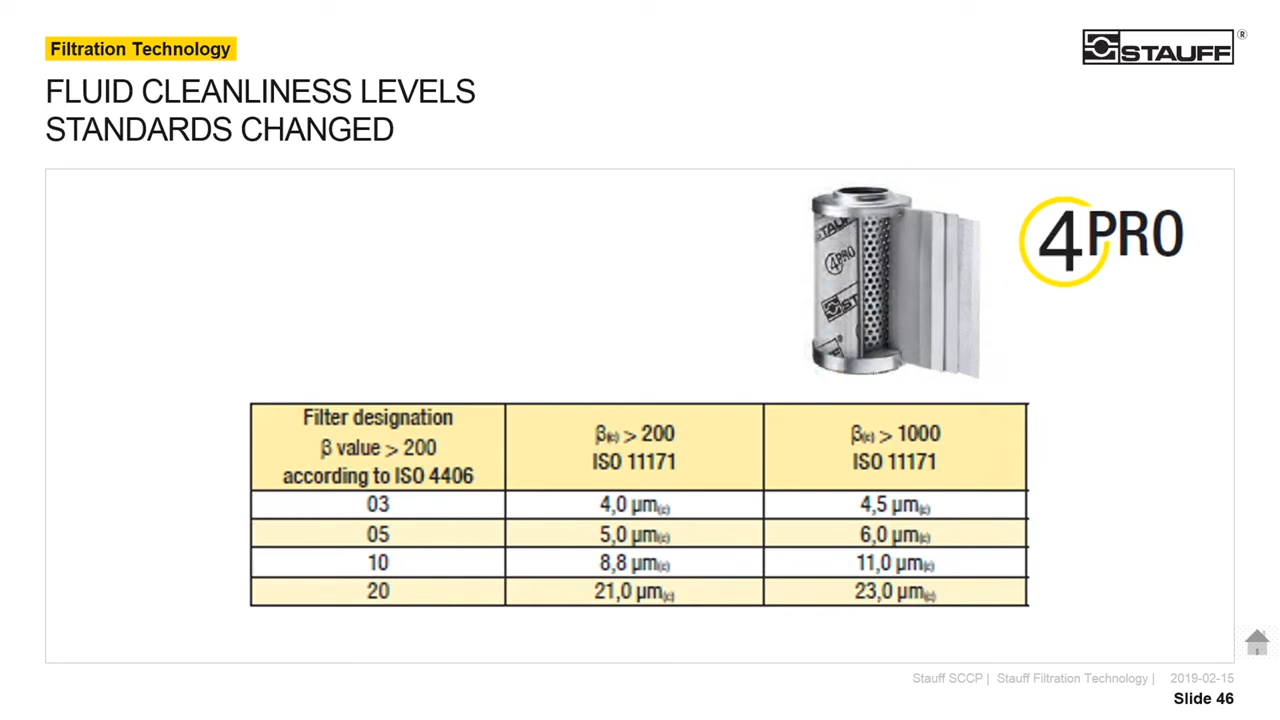 Filtration Technology
STAUFF®
FLUID CLEANLINESS LEVELS
STANDARDS CHANGED
STAUFF
4PRO
STAUFF
4PRO
Filter designation
β value > 200
according to ISO 4406
β(c) > 200
ISO 11171
β(c) > 1000
ISO 11171
03 4,0 µm(c) 4,5 µm(c)
05 5,0 µm(c) 6,0 µm(c)
10 8,8 µm(c) 11,0 µm(c)
20 21,0 µm(c) 23,0 µm(c)
Stauff SCCP | Stauff Filtration Technology | 2019-02-15
Slide 46